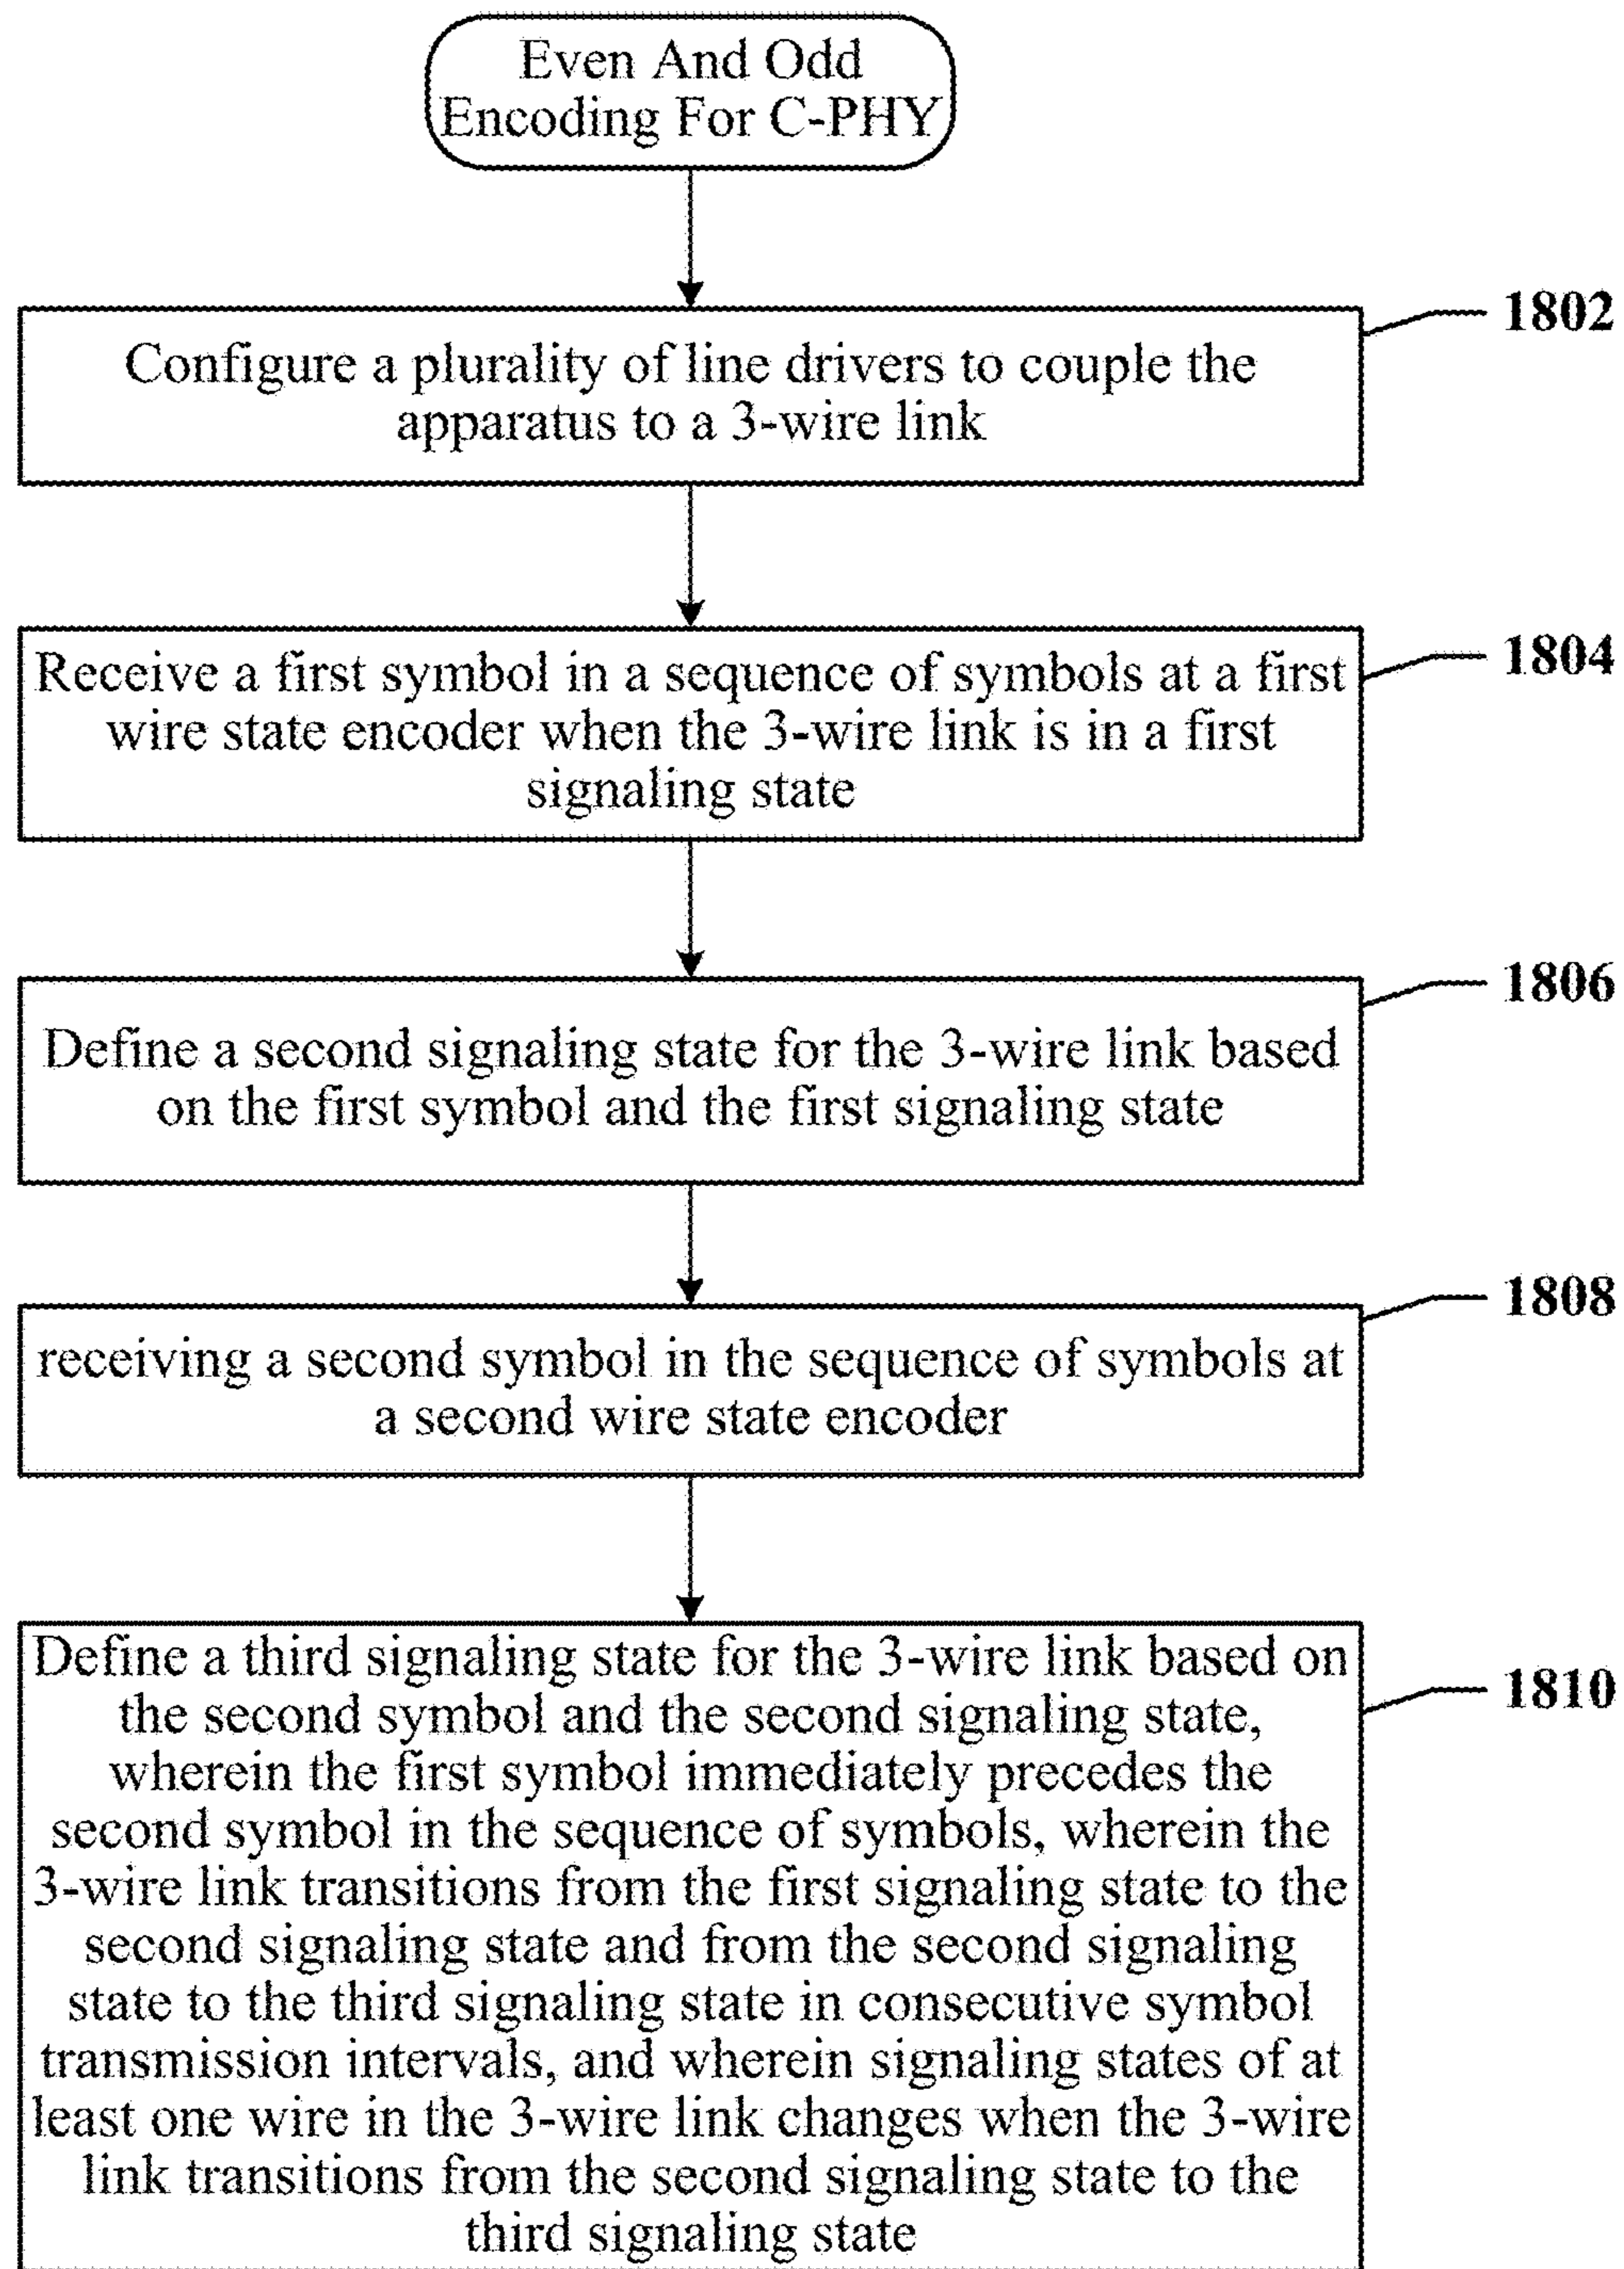 Even And Odd
Encoding For C-PHY
1802
Configure a plurality of line drivers to couple the
apparatus to a 3-wire link
1804
Receive a first symbol in a sequence of symbols at a first
wire state encoder when the 3-wire link is in a first
signaling state
1806
Define a second signaling state for the 3-wire link based
on the first symbol and the first signaling state
1808
receiving a second symbol in the sequence of symbols at
a second wire state encoder
1810
Define a third signaling state for the 3-wire link based on
the second symbol and the second signaling state,
wherein the first symbol immediately precedes the
second symbol in the sequence of symbols, wherein the
3-wire link transitions from the first signaling state to the
second signaling state and from the second signaling
state to the third signaling state in consecutive symbol
transmission intervals, and wherein signaling states of at
least one wire in the 3-wire link changes when the 3-wire
link transitions from the second signaling state to the
third signaling state